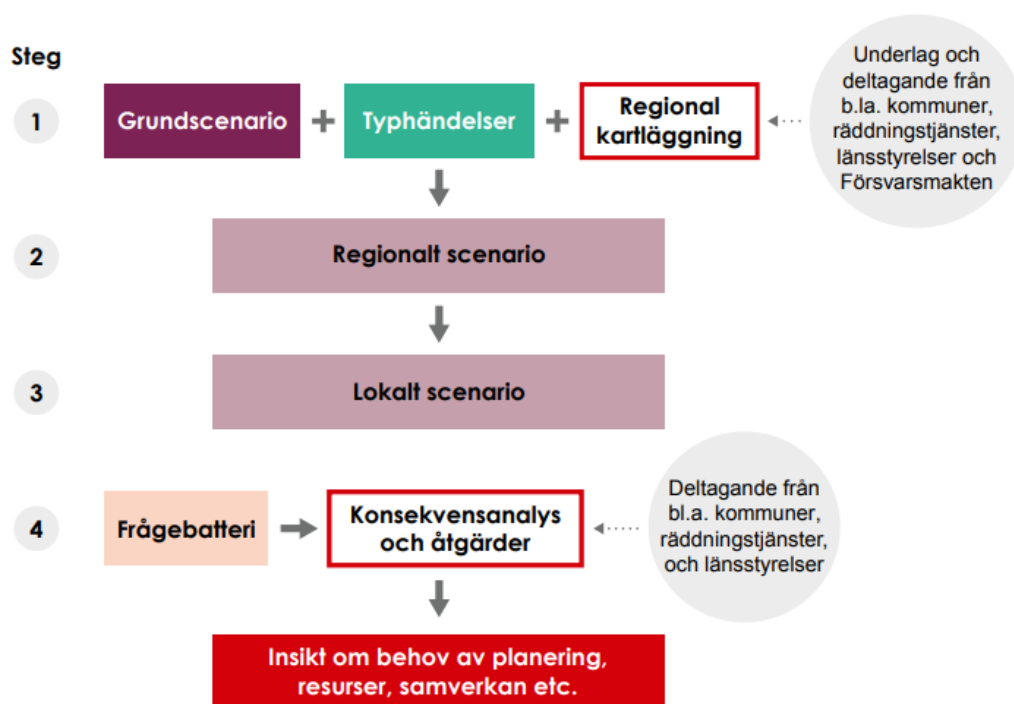 Steg
1
Grundscenario
+
Typhändelser
+
Regional
kartläggning
Underlag och
deltagande från
b.la. kommuner,
räddningstjänster,
länsstyrelser och
Försvarsmakten
2
Regionalt scenario
3
Lokalt scenario
4
Frågebatteri
Konsekvensanalys
och åtgärder
Deltagande från
bl.a. kommuner,
räddningstjänster,
och länsstyrelser
Insikt om behov av planering,
resurser, samverkan etc.